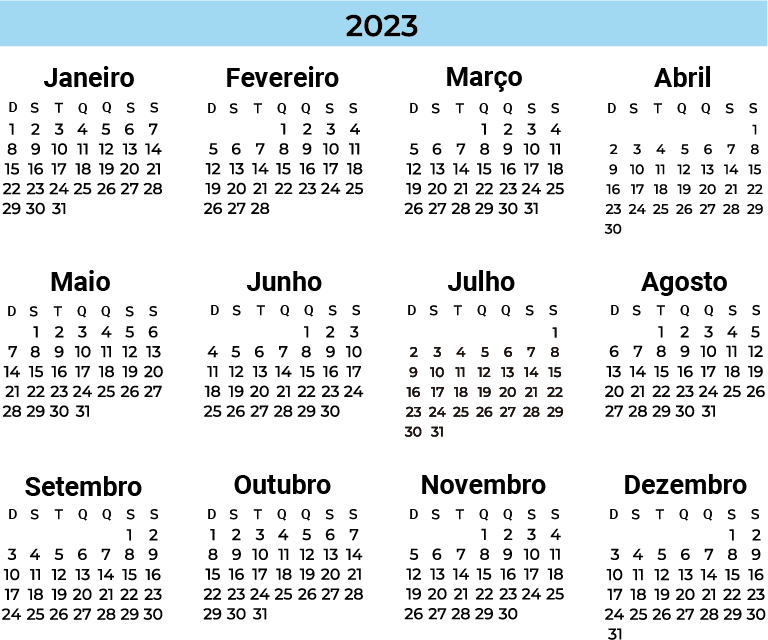 2023
Janeiro
D S T Q Q S S
1 2 3 4 5 6 7
8 9 10 11 12 13 14
15 16 17 18 19 20 21
22 23 24 25 26 27 28
29 30 31
Fevereiro
D S T Q Q S S
1 2 3 4
5 6 7 8 9 10 11
12 13 14 15 16 17 18
19 20 21 22 23 24 25
26 27 28
Março
D S T Q Q S S
1 2 3 4
5 6 7 8 9 10 11
12 13 14 15 16 17 18
19 20 21 22 23 24 25
26 27 28 29 30 31
Abril
D S T Q Q S S
1
2 3 4 5 6 7 8
9 10 11 12 13 14 15
16 17 18 19 20 21 22
23 24 25 26 27 28 29
30
Maio
D S T Q Q S S
1 2 3 4 5 6
7 8 9 10 11 12 13
14 15 16 17 18 19 20
21 22 23 24 25 26 27
28 29 30 31
Junho
D S T Q Q S S
1 2 3
4 5 6 7 8 9 10
11 12 13 14 15 16 17
18 19 20 21 22 23 24
25 26 27 28 29 30
Julho
D S T Q Q S S
1
2 3 4 5 6 7 8
9 10 11 12 13 14 15
16 17 18 19 20 21 22
23 24 25 26 27 28 29
30 31
Agosto
D S T Q Q S S
1 2 3 4 5
6 7 8 9 10 11 12
13 14 15 16 17 18 19
20 21 22 23 24 25 26
27 28 29 30 31
Setembro
D S T Q Q S S
1 2
3 4 5 6 7 8 9
10 11 12 13 14 15 16
17 18 19 20 21 22 23
24 25 26 27 28 29 30
Outubro
D S T Q Q S S
1 2 3 4 5 6 7
8 9 10 11 12 13 14
15 16 17 18 19 20 21
22 23 24 25 26 27 28
29 30 31
Novembro
D S T Q Q S S
1 2 3 4
5 6 7 8 9 10 11
12 13 14 15 16 17 18
19 20 21 22 23 24 25
26 27 28 29 30
Dezembro
D S T Q Q S S
1 2
3 4 5 6 7 8 9
10 11 12 13 14 15 16
17 18 19 20 21 22 23
24 25 26 27 28 29 30
31